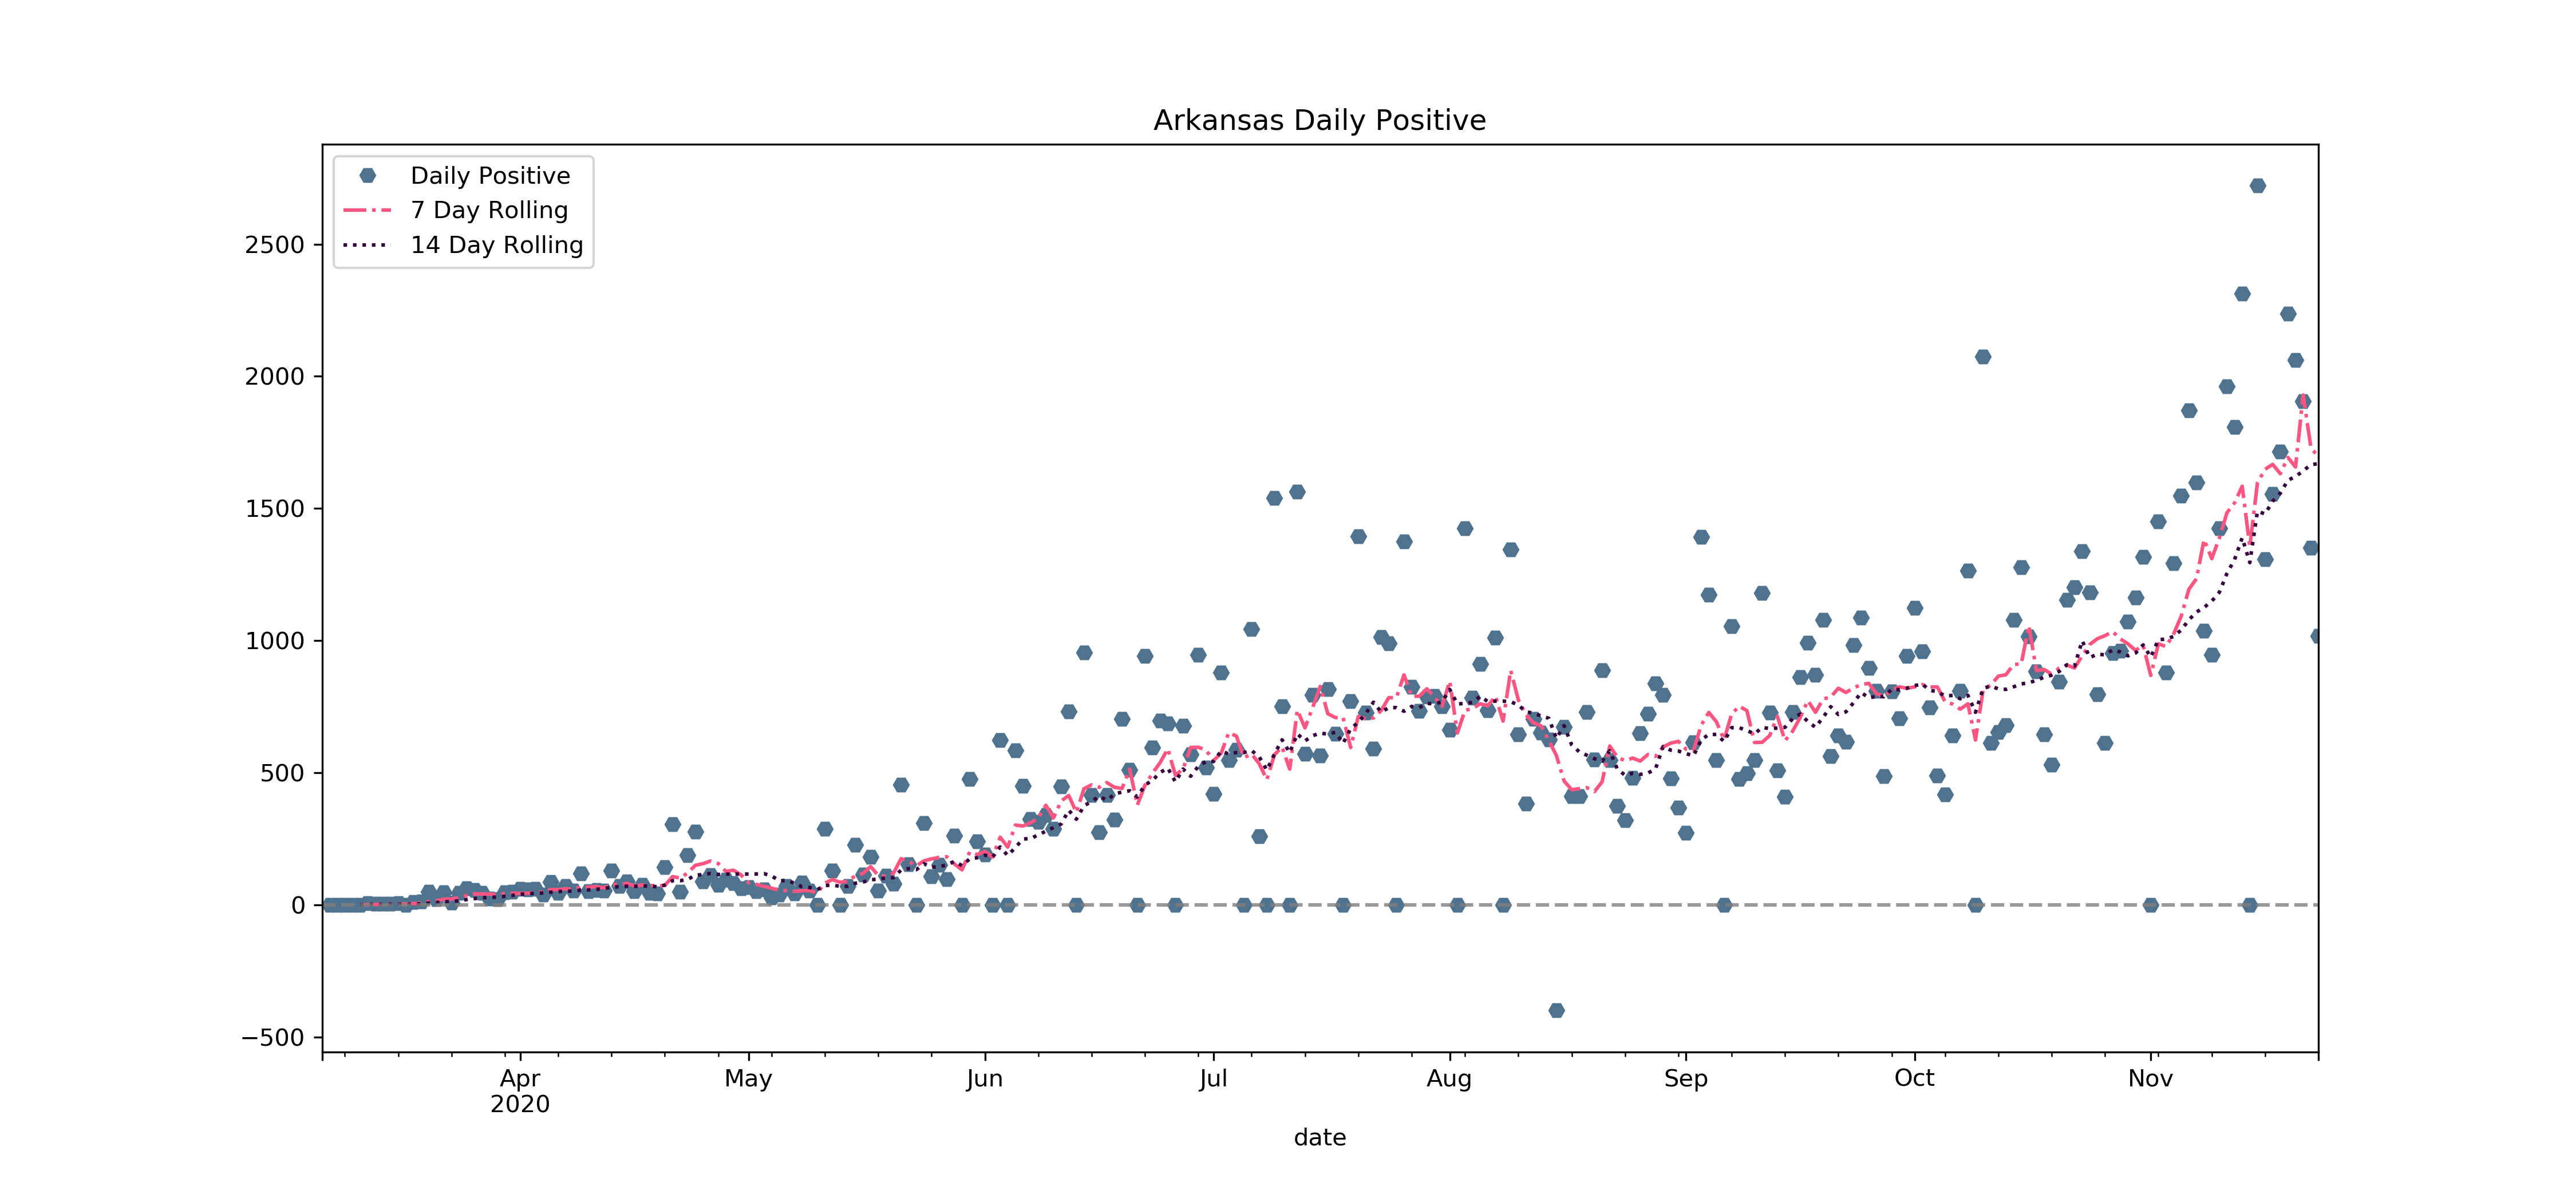 Arkansas Daily Positive
Daily Positive
7 Day Rolling
14 Day Rolling
2500
2000
1500
1000
500
0
−500
Apr May Jun Jul Aug Sep Oct Nov
2020
date